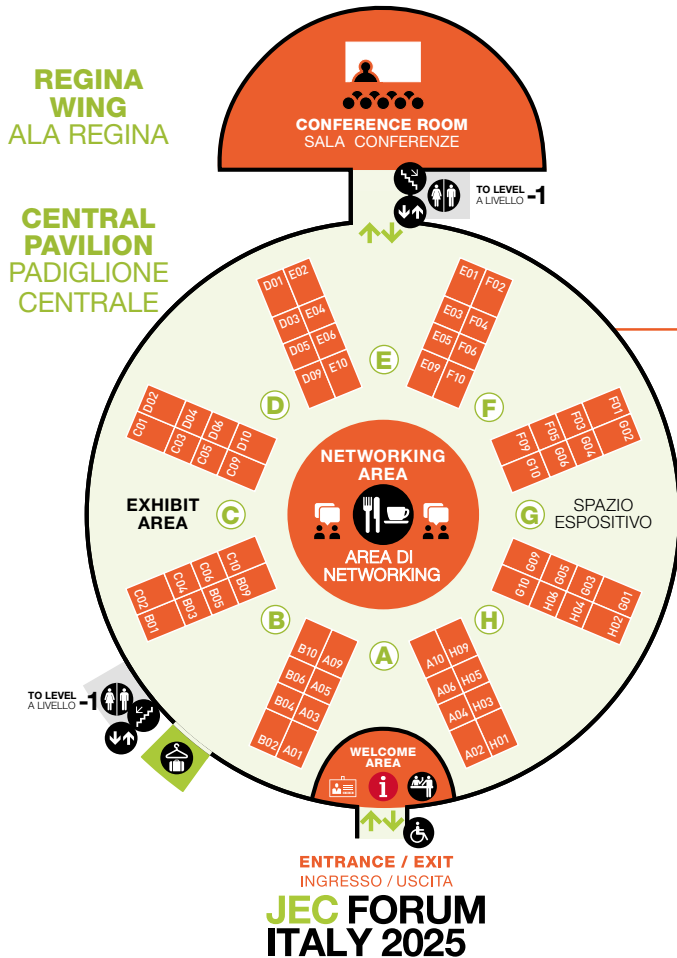 REGINA
WING
ALA REGINA
CONFERENCE ROOM
SALA CONFERENZE
TO LEVEL
A LIVELLO -1
CENTRAL
PAVILION
PADIGLIONE
CENTRALE
D01 E02
D03 E04
D05 E06
D09 E10
E01 F02
E03 F04
E05 F06
E09 F10
E
D
F
C01 D02
C03 D04
C05 D06
C09 D10
F09 F05 F03 F01
G10 G06 G04 G02
NETWORKING
AREA
AREA DI
NETWORKING
EXHIBIT
AREA
C
G
SPAZIO
ESPOSITIVO
C02 C04 C06 C10
B01 B03 B05 B09
G09 G05 G03 G01
G10 H06 H04 H02
B
A
H
B10 A09
B06 A05
B04 A03
B02 A01
A10 H09
A06 H05
A04 H03
A02 H01
TO LEVEL
A LIVELLO -1
WELCOME
AREA
i
ENTRANCE / EXIT
INGRESSO / USCITA
JEC FORUM
ITALY 2025